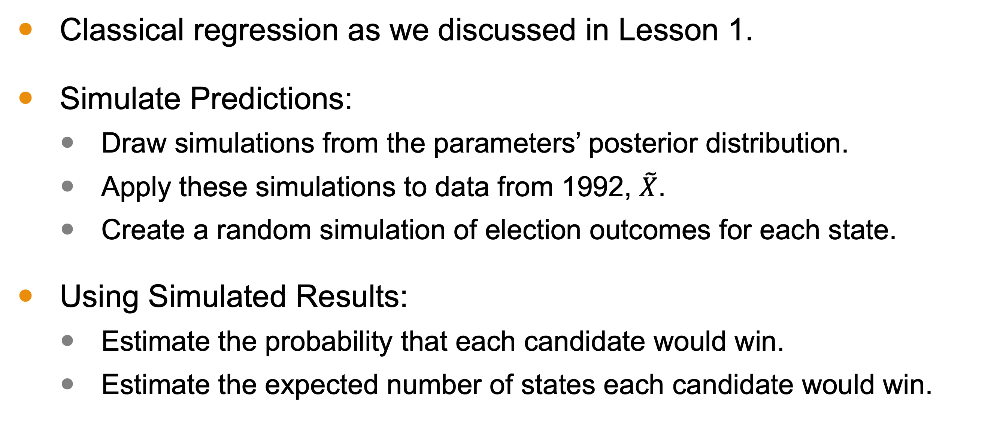 Classical regression as we discussed in Lesson 1.
Simulate Predictions:
Draw simulations from the parameters’ posterior distribution.
Apply these simulations to data from 1992, X̃.
Create a random simulation of election outcomes for each state.
Using Simulated Results:
Estimate the probability that each candidate would win.
Estimate the expected number of states each candidate would win.